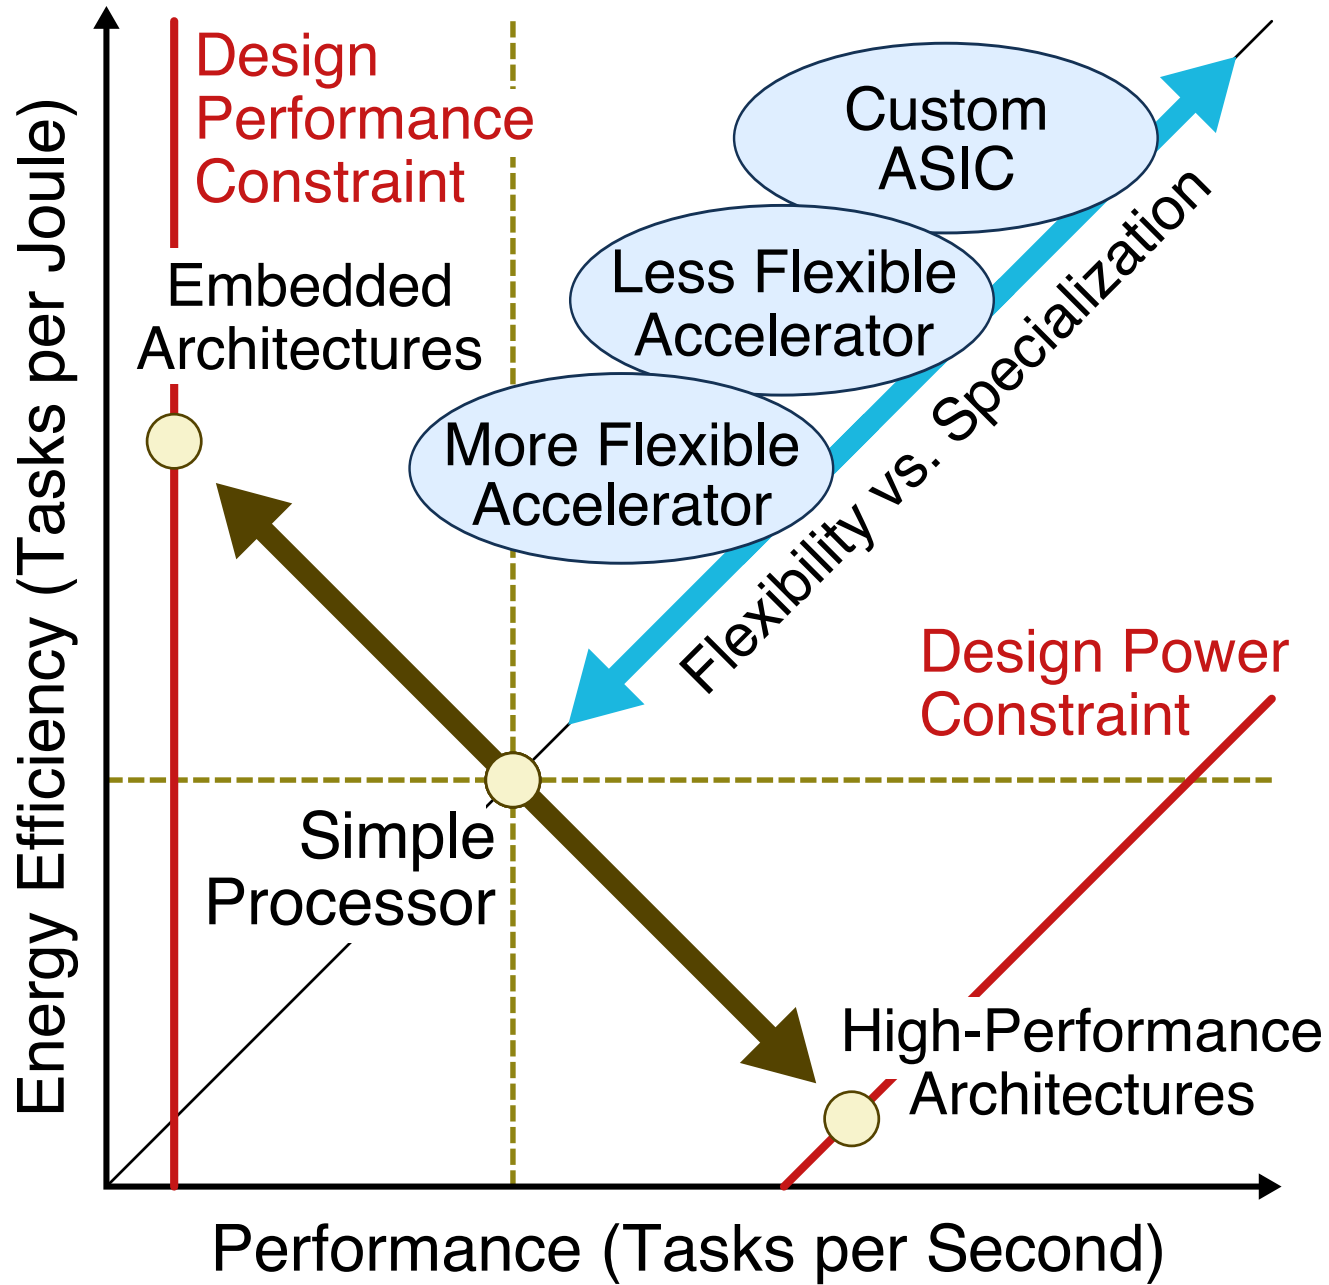 Design
Performance
Constraint
Custom
ASIC
Embedded
Architectures
Less Flexible
Accelerator
More Flexible
Accelerator
Flexibility vs. Specialization
Design Power
Constraint
Simple
Processor
High-Performance
Architectures
Energy Efficiency (Tasks per Joule)
Performance (Tasks per Second)